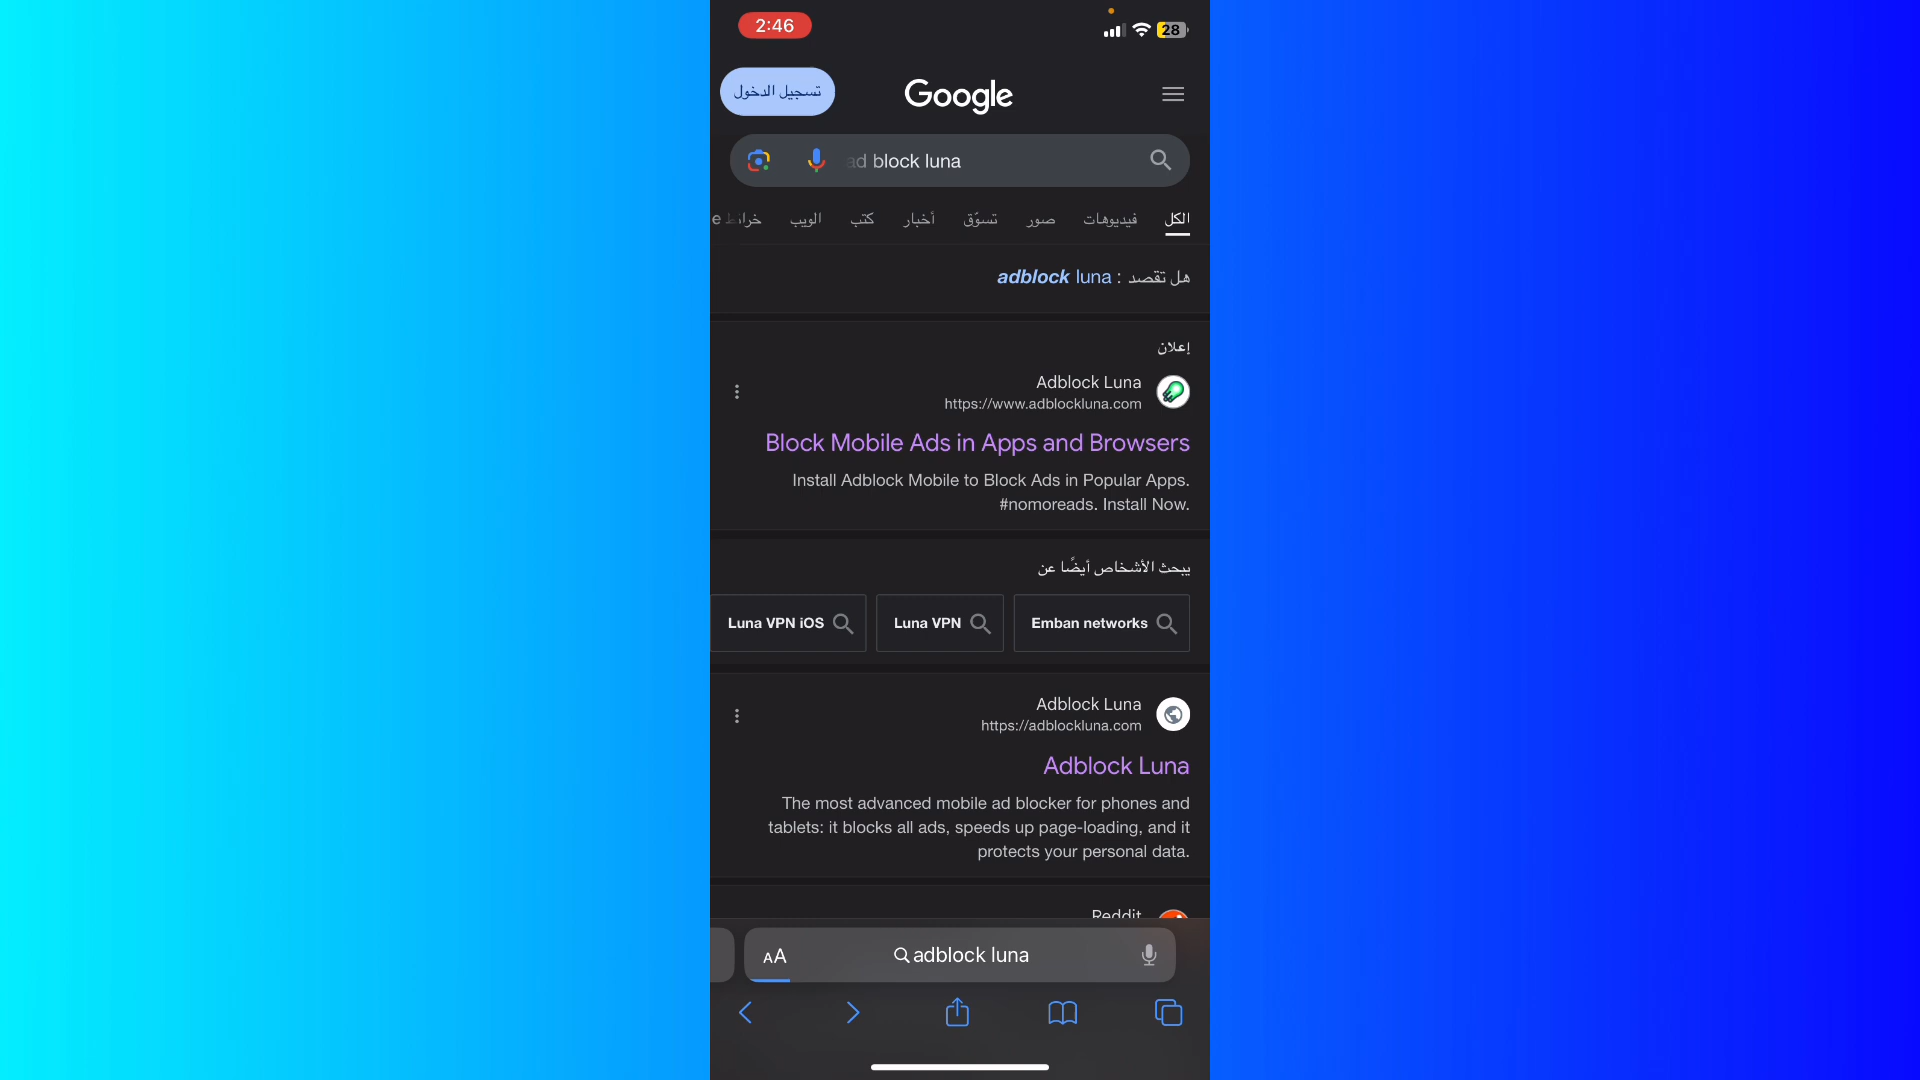 2:46
28
تسجيل الدخول
Google
ad block luna
الكل فيديوهات صور تسوّق أخبار كتب الويب
هل تقصد : adblock luna
إعلان
Adblock Luna
https://www.adblockluna.com
Block Mobile Ads in Apps and Browsers
Install Adblock Mobile to Block Ads in Popular Apps.
#nomoreads. Install Now.
يبحث الأشخاص أيضًا عن
Emban networks
Luna VPN
Luna VPN iOS
Adblock Luna
https://adblockluna.com
Adblock Luna
The most advanced mobile ad blocker for phones and
tablets: it blocks all ads, speeds up page-loading, and it
protects your personal data.
Reddit
AA adblock luna